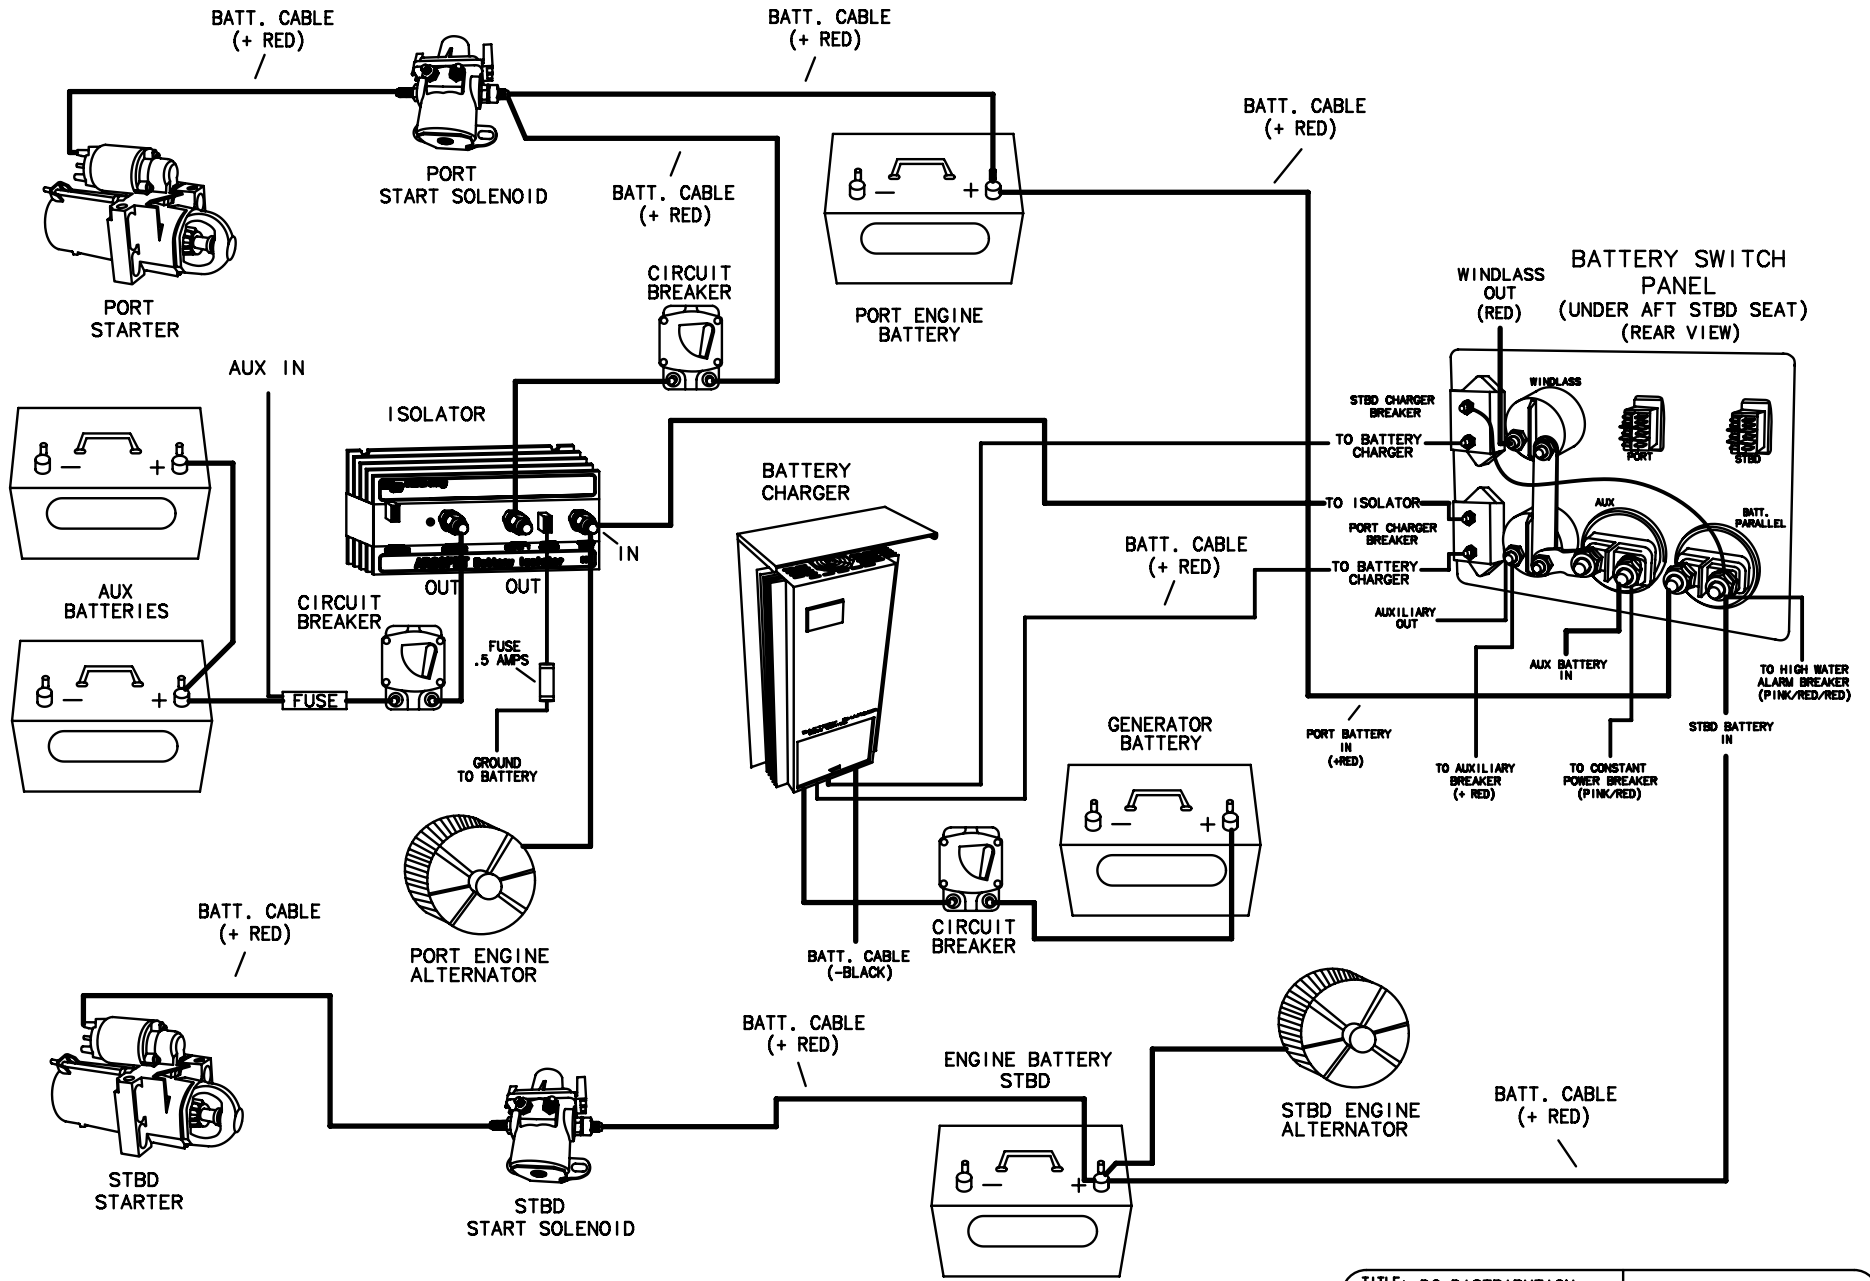 BATT. CABLE
(+ RED)
BATT. CABLE
(+ RED)
BATT. CABLE
(+ RED)
PORT
START SOLENOID
BATT. CABLE
(+ RED)
PORT
STARTER
CIRCUIT
BREAKER
PORT ENGINE
BATTERY
- +
WINDLASS
OUT
(RED)
BATTERY SWITCH
PANEL
(UNDER AFT STBD SEAT)
(REAR VIEW)
AUX IN
ISOLATOR
WINDLASS
STBD CHARGER
BREAKER
TO BATTERY
CHARGER
PORT
STBD
- +
BATTERY
CHARGER
TO ISOLATOR
AUX
BATT.
PARALLEL
PORT CHARGER
BREAKER
IN
BATT. CABLE
(+ RED)
TO BATTERY
CHARGER
OUT
OUT
AUX
BATTERIES
CIRCUIT
BREAKER
AUXILIARY
OUT
FUSE
.5 AMPS
AUX BATTERY
IN
TO HIGH WATER
ALARM BREAKER
(PINK/RED/RED)
- +
FUSE
GENERATOR
BATTERY
PORT BATTERY
IN
(+RED)
STBD BATTERY
IN
GROUND
TO BATTERY
TO AUXILIARY
BREAKER
(+ RED)
TO CONSTANT
POWER BREAKER
(PINK/RED)
- +
BATT. CABLE
(+ RED)
CIRCUIT
BREAKER
PORT ENGINE
ALTERNATOR
BATT. CABLE
(-BLACK)
BATT. CABLE
(+ RED)
ENGINE BATTERY
STBD
STBD ENGINE
ALTERNATOR
BATT. CABLE
(+ RED)
STBD
STARTER
- +
STBD
START SOLENOID